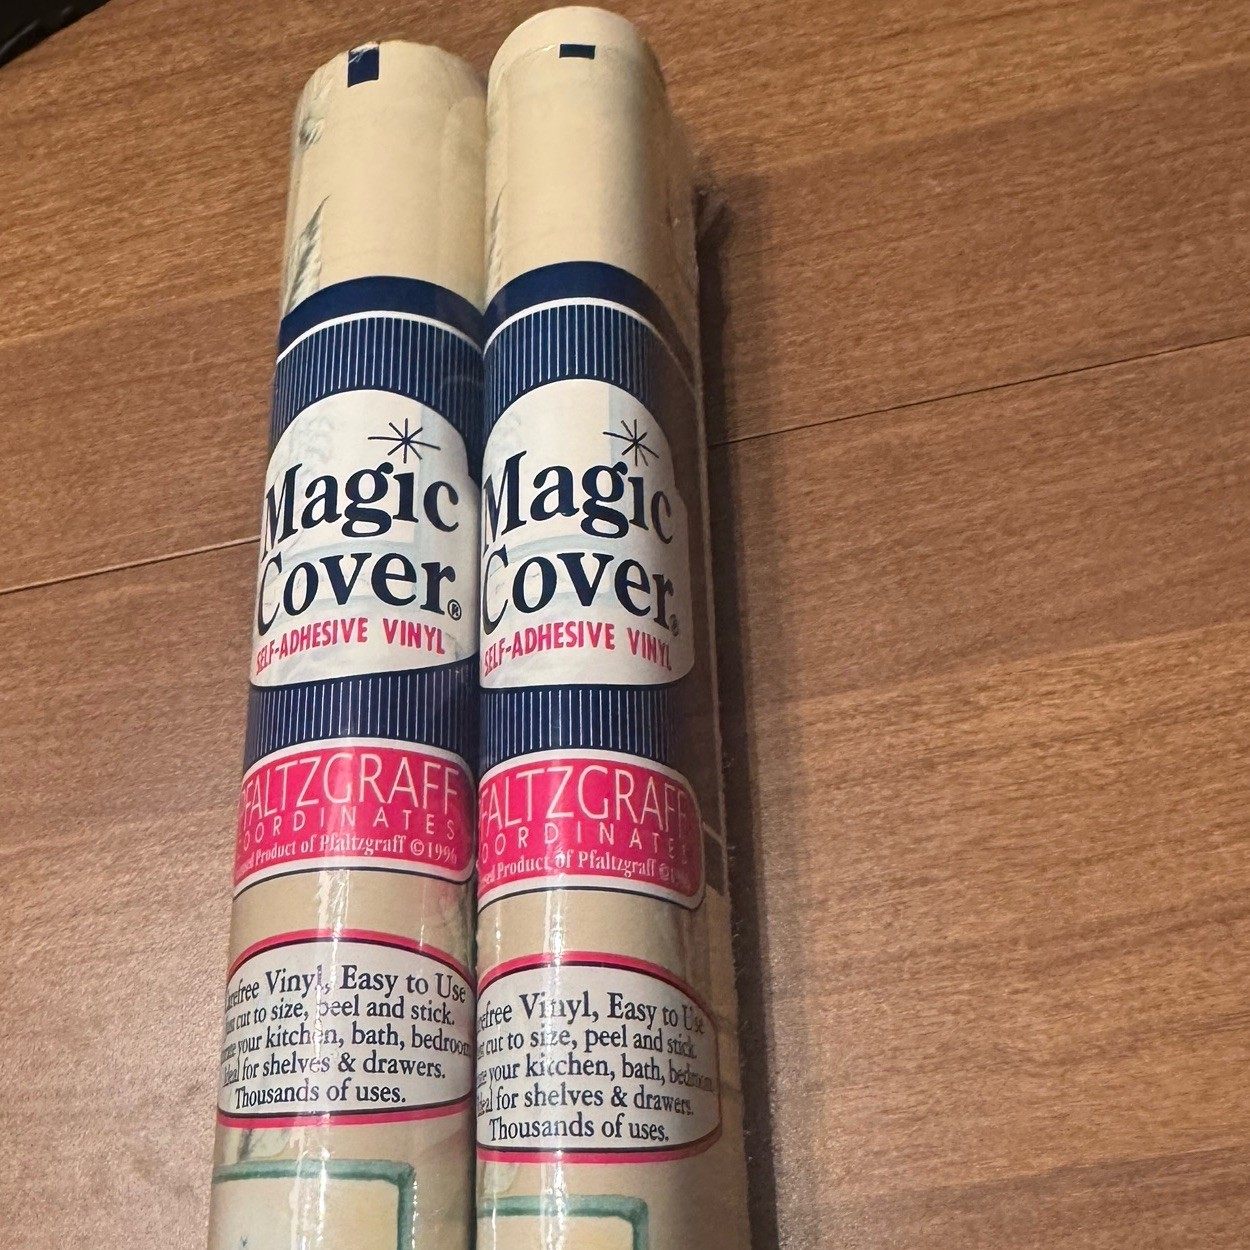 Magic
Cover®
SELF-ADHESIVE VINYL
FALTZGRAFF
OORDINATES
Product of Pfaltzgraff ©1996
Vinyl, Easy to Use
cut to size, peel and stick.
your kitchen, bath, bedroom
for shelves & drawers.
Thousands of uses.
Magic
Cover®
SELF-ADHESIVE VINYL
FALTZGRAFF
OORDINATES
Product of Pfaltzgraff
Vinyl, Easy to Use
cut to size, peel and stick.
your kitchen, bath, bedroom
for shelves & drawers.
Thousands of uses.